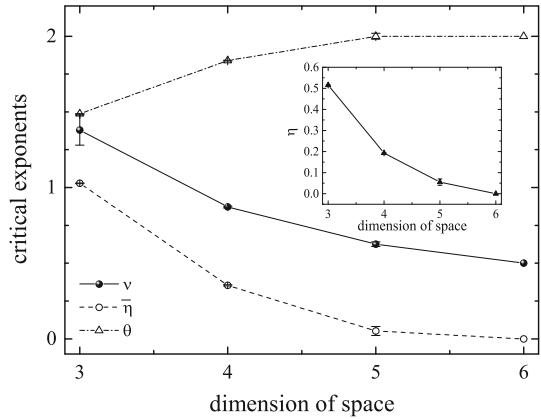 2
1
0
3
4
5
6
critical exponents
dimension of space
ν
η̅
θ
0.6
0.5
0.4
0.3
0.2
0.1
0.0
3
4
5
6
η
dimension of space